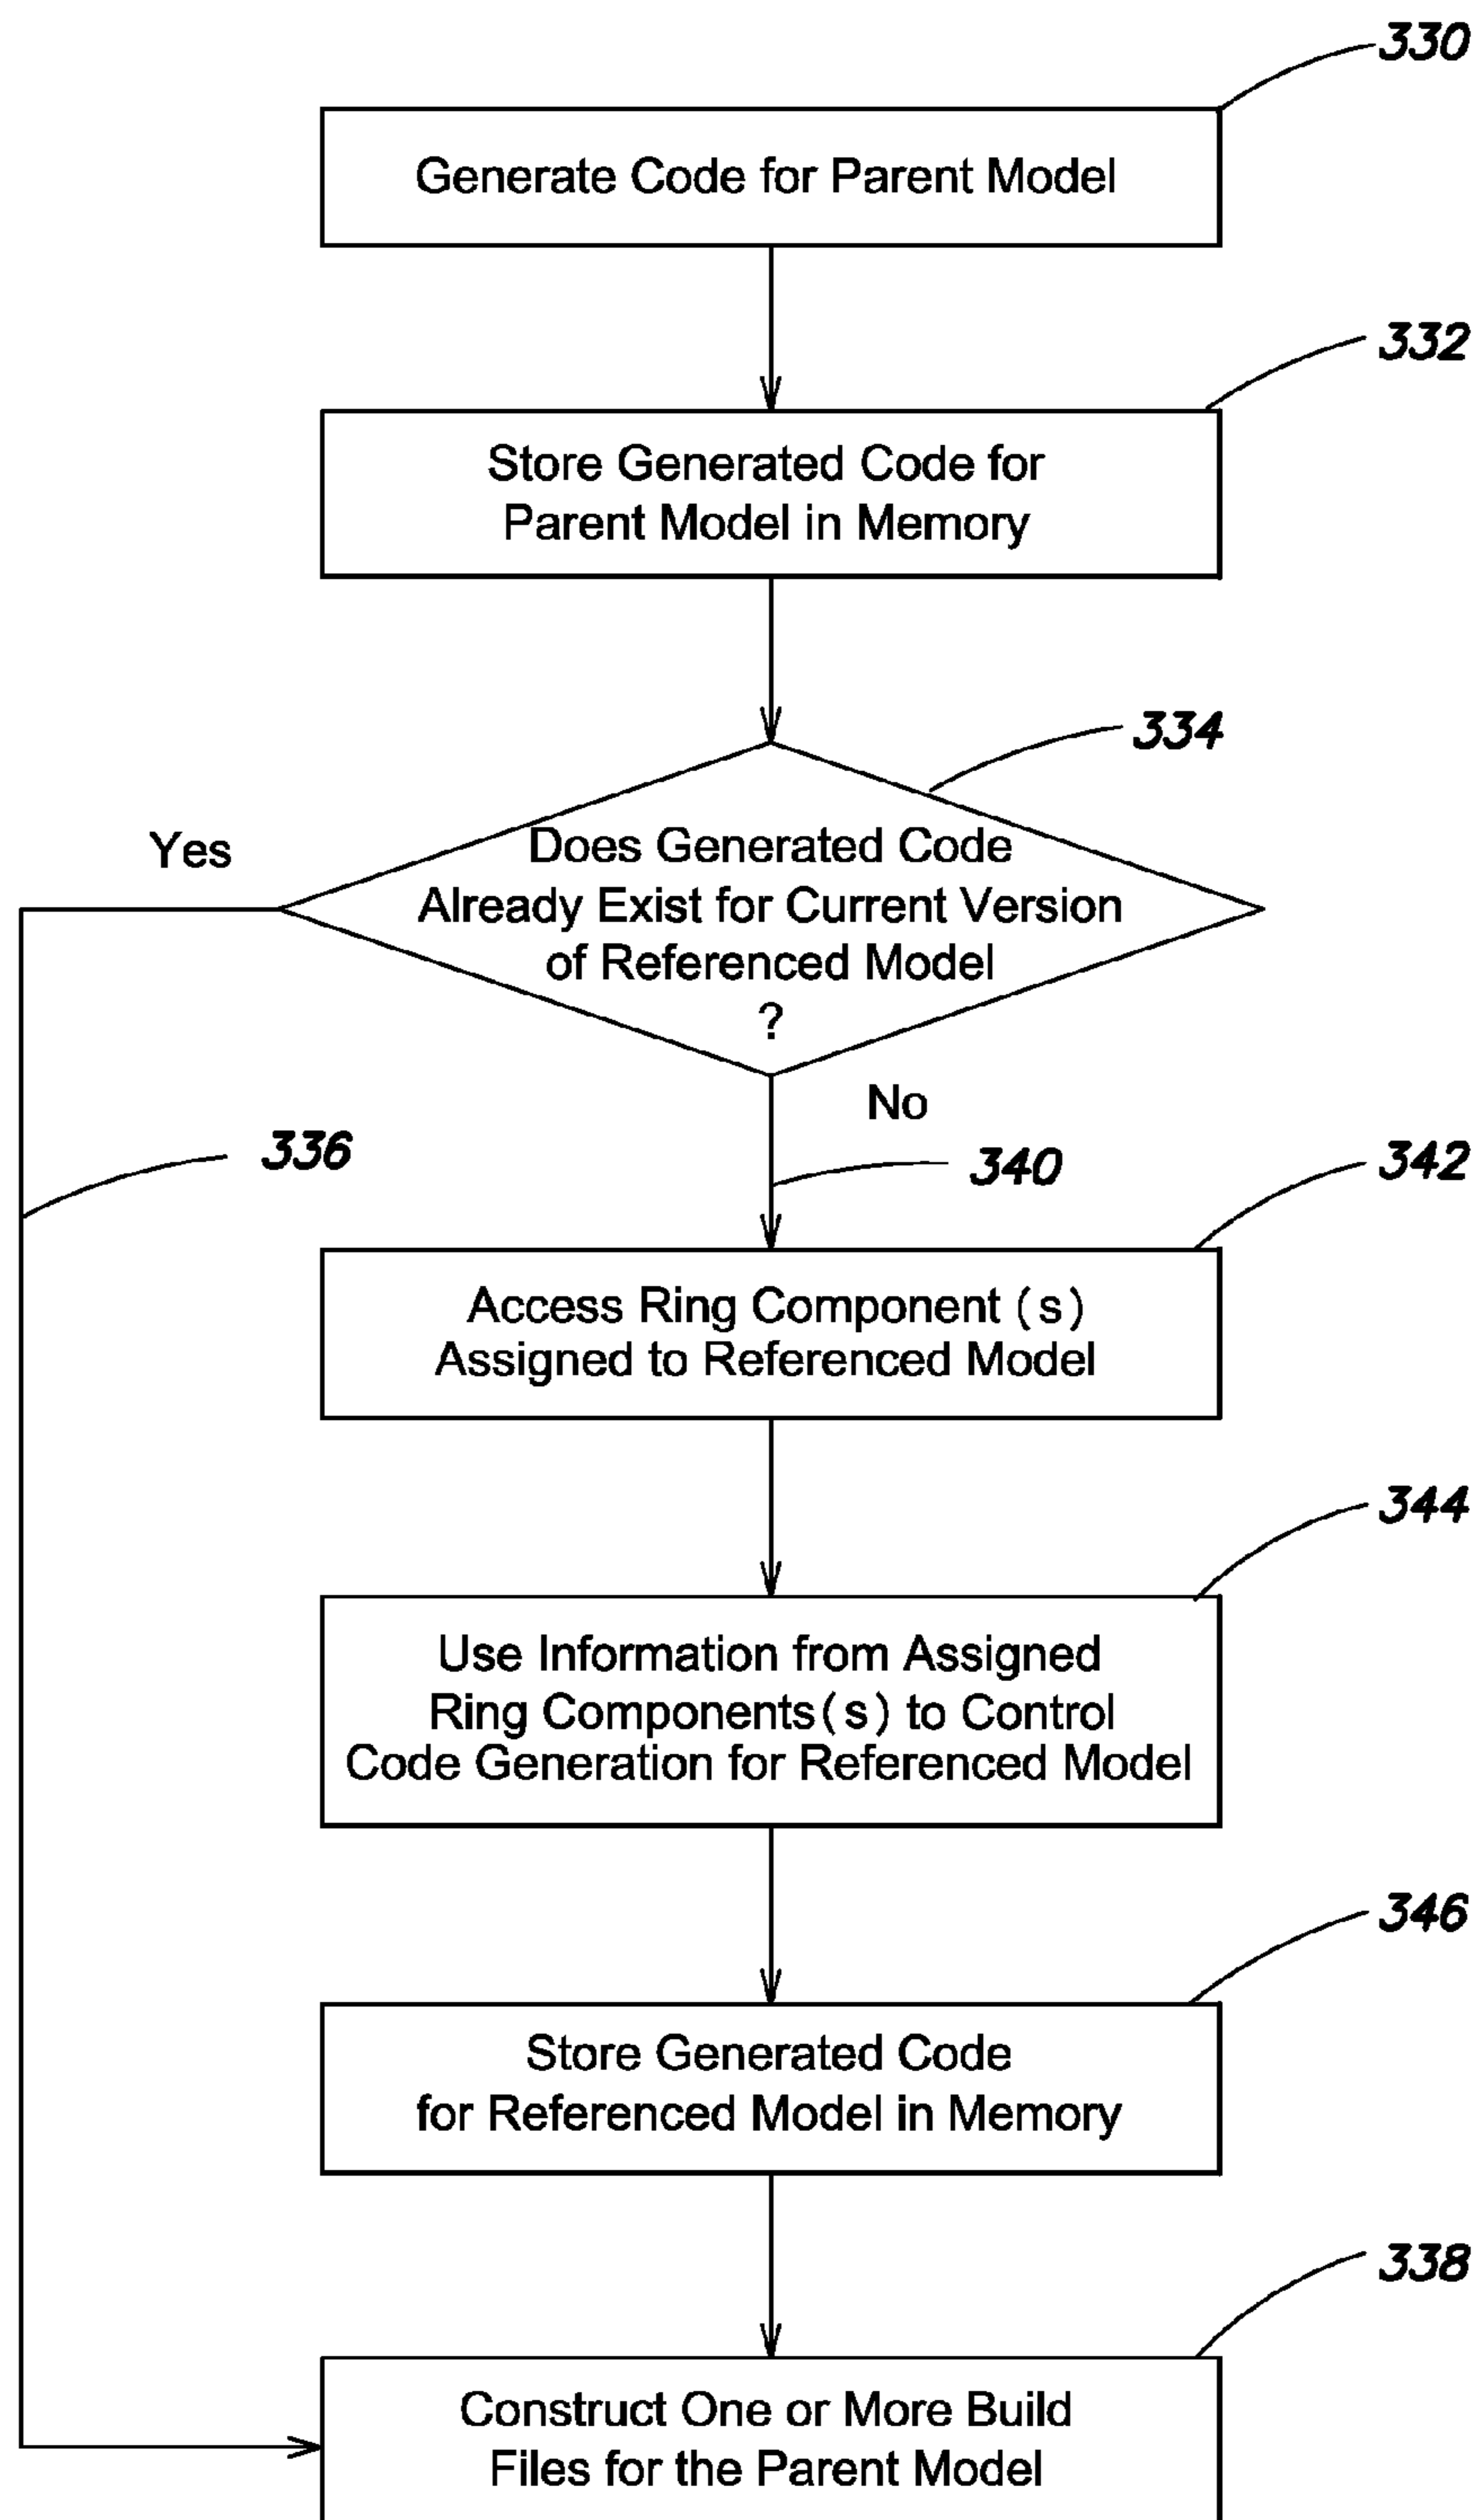 330
Generate Code for Parent Model
332
Store Generated Code for
Parent Model in Memory
334
Yes
Does Generated Code
Already Exist for Current Version
of Referenced Model
?
No
336
340
342
Access Ring Component (s)
Assigned to Referenced Model
344
Use Information from Assigned
Ring Components(s) to Control
Code Generation for Referenced Model
346
Store Generated Code
for Referenced Model in Memory
338
Construct One or More Build
Files for the Parent Model